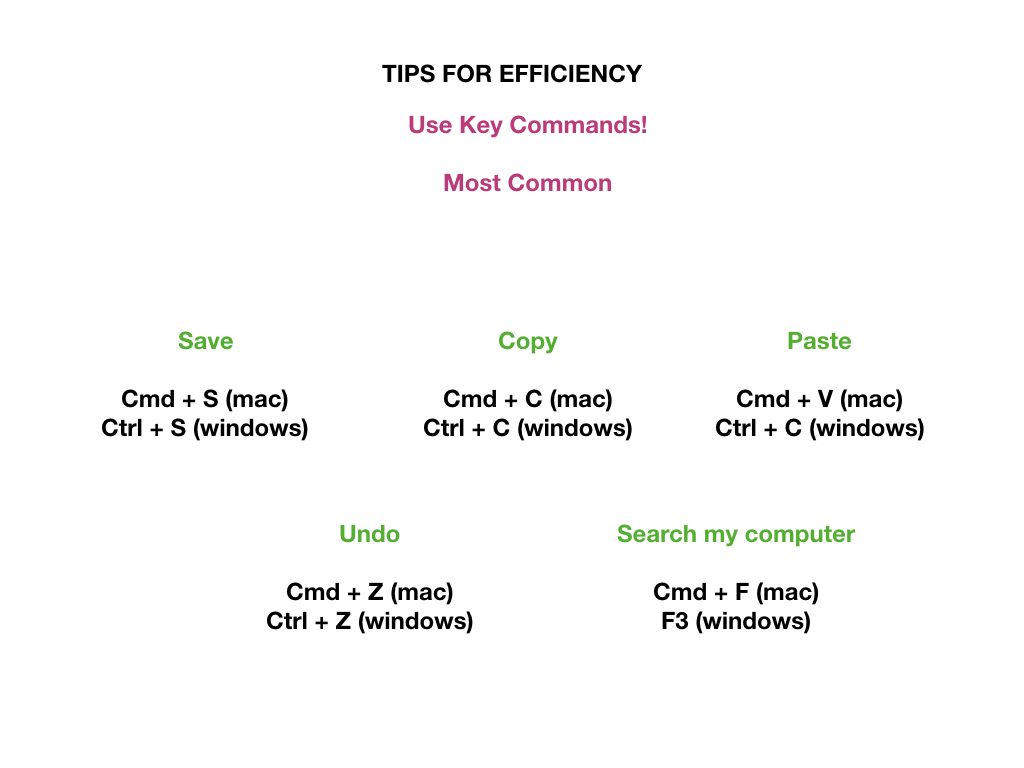 TIPS FOR EFFICIENCY
Use Key Commands!
Most Common
Save
Cmd + S (mac)
Ctrl + S (windows)
Copy
Cmd + C (mac)
Ctrl + C (windows)
Paste
Cmd + V (mac)
Ctrl + C (windows)
Undo
Cmd + Z (mac)
Ctrl + Z (windows)
Search my computer
Cmd + F (mac)
F3 (windows)